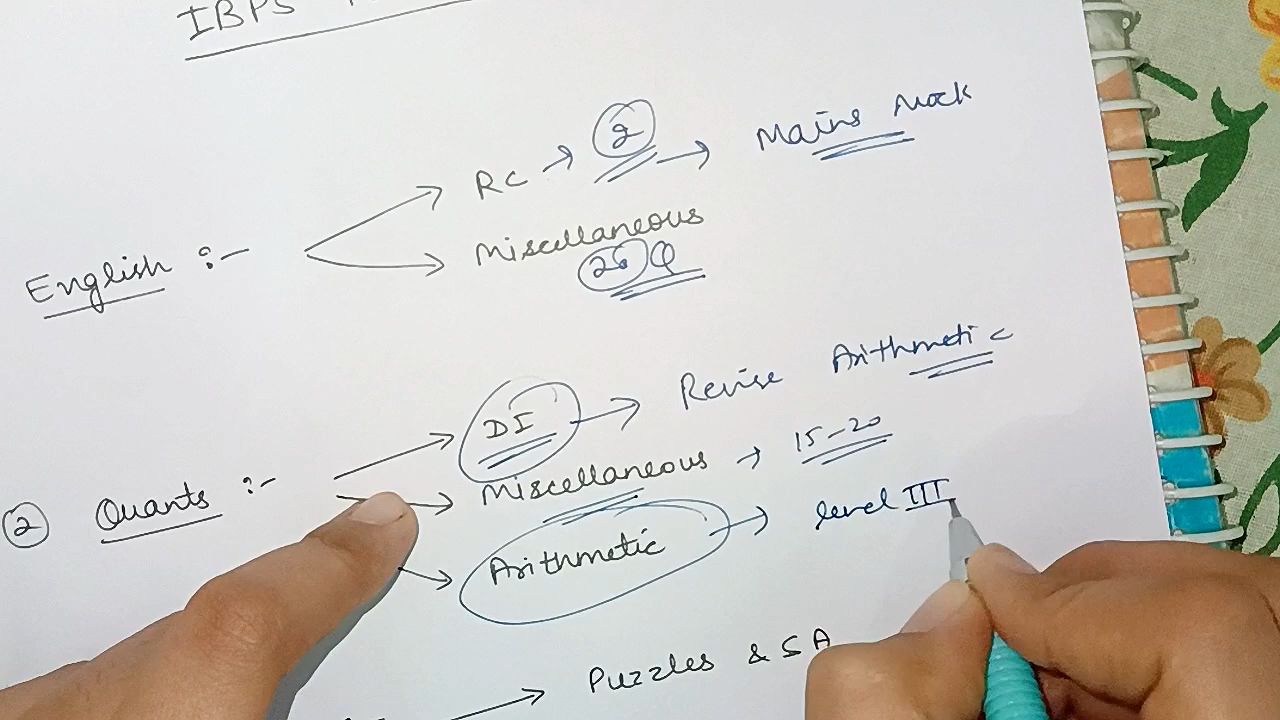 IBPS
RC → 2 → Mains Mock
English :-
Miscellaneous
26 Q
DI → Revise Arithmetic
② Quants :-
Miscellaneous → 15-20
Arithmetic → level III
Puzzles & SA